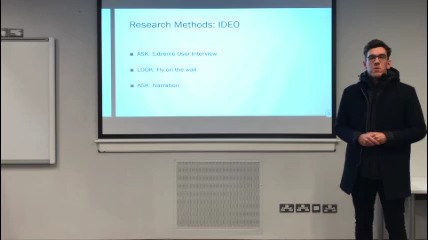 Research Methods: IDEO
ASK: Extreme User Interview
LOOK: Fly on the wall
ASK: Narration